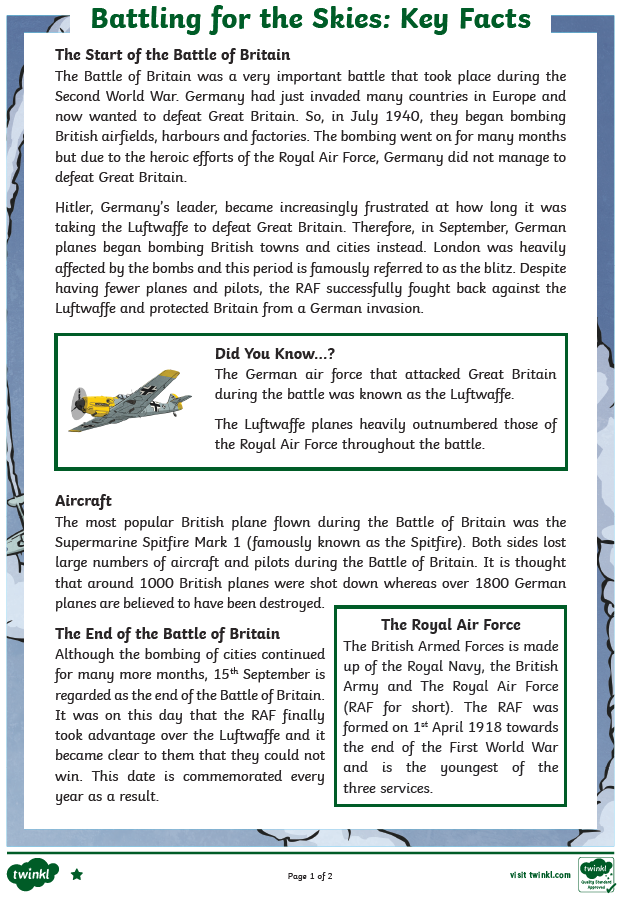 Battling for the Skies: Key Facts
The Start of the Battle of Britain
The Battle of Britain was a very important battle that took place during the
Second World War. Germany had just invaded many countries in Europe and
now wanted to defeat Great Britain. So, in July 1940, they began bombing
British airfields, harbours and factories. The bombing went on for many months
but due to the heroic efforts of the Royal Air Force, Germany did not manage to
defeat Great Britain.
Hitler, Germany’s leader, became increasingly frustrated at how long it was
taking the Luftwaffe to defeat Great Britain. Therefore, in September, German
planes began bombing British towns and cities instead. London was heavily
affected by the bombs and this period is famously referred to as the blitz. Despite
having fewer planes and pilots, the RAF successfully fought back against the
Luftwaffe and protected Britain from a German invasion.
Did You Know...?
The German air force that attacked Great Britain
during the battle was known as the Luftwaffe.
The Luftwaffe planes heavily outnumbered those of
the Royal Air Force throughout the battle.
Aircraft
The most popular British plane flown during the Battle of Britain was the
Supermarine Spitfire Mark 1 (famously known as the Spitfire). Both sides lost
large numbers of aircraft and pilots during the Battle of Britain. It is thought
that around 1000 British planes were shot down whereas over 1800 German
planes are believed to have been destroyed.
The End of the Battle of Britain
Although the bombing of cities continued
for many more months, 15th September is
regarded as the end of the Battle of Britain.
It was on this day that the RAF finally
took advantage over the Luftwaffe and it
became clear to them that they could not
win. This date is commemorated every
year as a result.
The Royal Air Force
The British Armed Forces is made
up of the Royal Navy, the British
Army and The Royal Air Force
(RAF for short). The RAF was
formed on 1st April 1918 towards
the end of the First World War
and is the youngest of the
three services.
twinkl
Page 1 of 2
visit twinkl.com
twinkl
Quality Standard
Approved